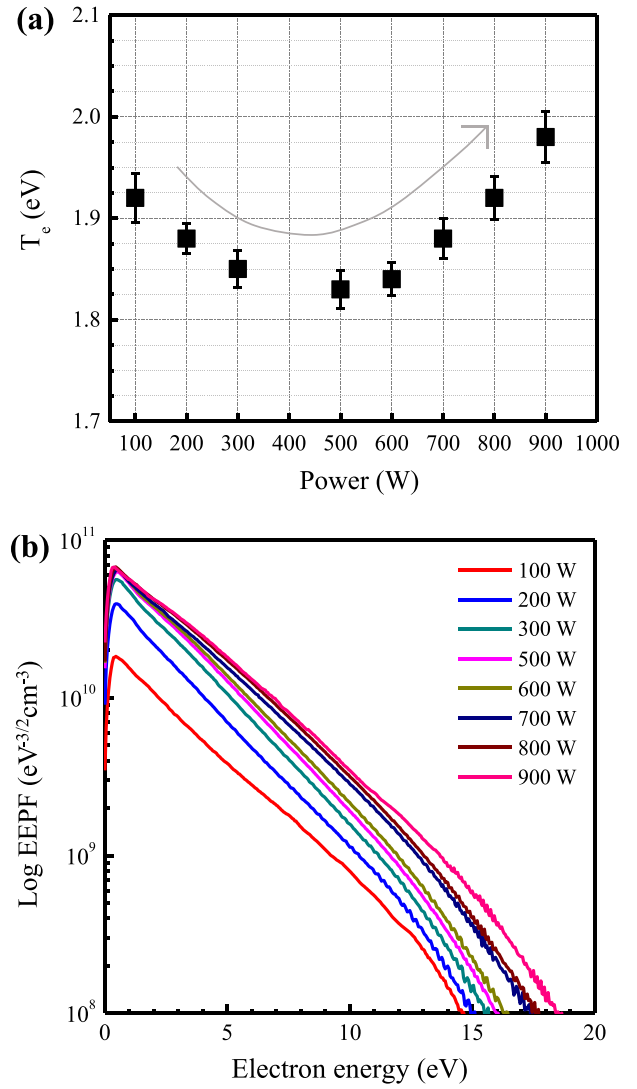 (a)
2.1
2.0
1.9
1.8
1.7
T_e (eV)
100 200 300 400 500 600 700 800 900 1000
Power (W)
(b)
10^11
10^10
10^9
10^8
Log EEPF (eV^-3/2cm^-3)
100 W
200 W
300 W
500 W
600 W
700 W
800 W
900 W
0 5 10 15 20
Electron energy (eV)